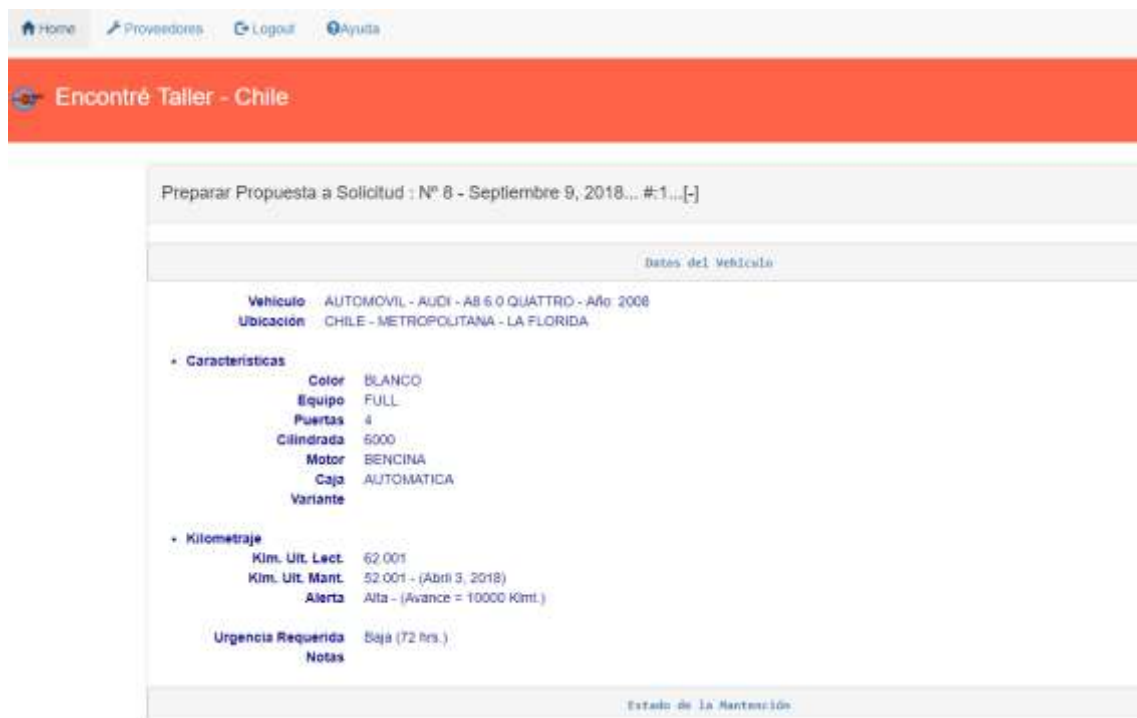 Home Proveedores Logout Ayuda
Encontré Taller - Chile
Preparar Propuesta a Solicitud : Nº 8 - Septiembre 9, 2018... #:1...[-]
Datos del Vehículo
Vehiculo AUTOMOVIL - AUDI - A8 6.0 QUATTRO - Año: 2008
Ubicación CHILE - METROPOLITANA - LA FLORIDA
• Características
Color BLANCO
Equipo FULL
Puertas 4
Cilindrada 6000
Motor BENCINA
Caja AUTOMATICA
Variante
• Kilometraje
Klm. Ult. Lect. 62.001
Klm. Ult. Mant. 52.001 - (Abril 3, 2018)
Alerta Alta - (Avance = 10000 Klmt.)
Urgencia Requerida Baja (72 hrs.)
Notas
Estado de la Mantención